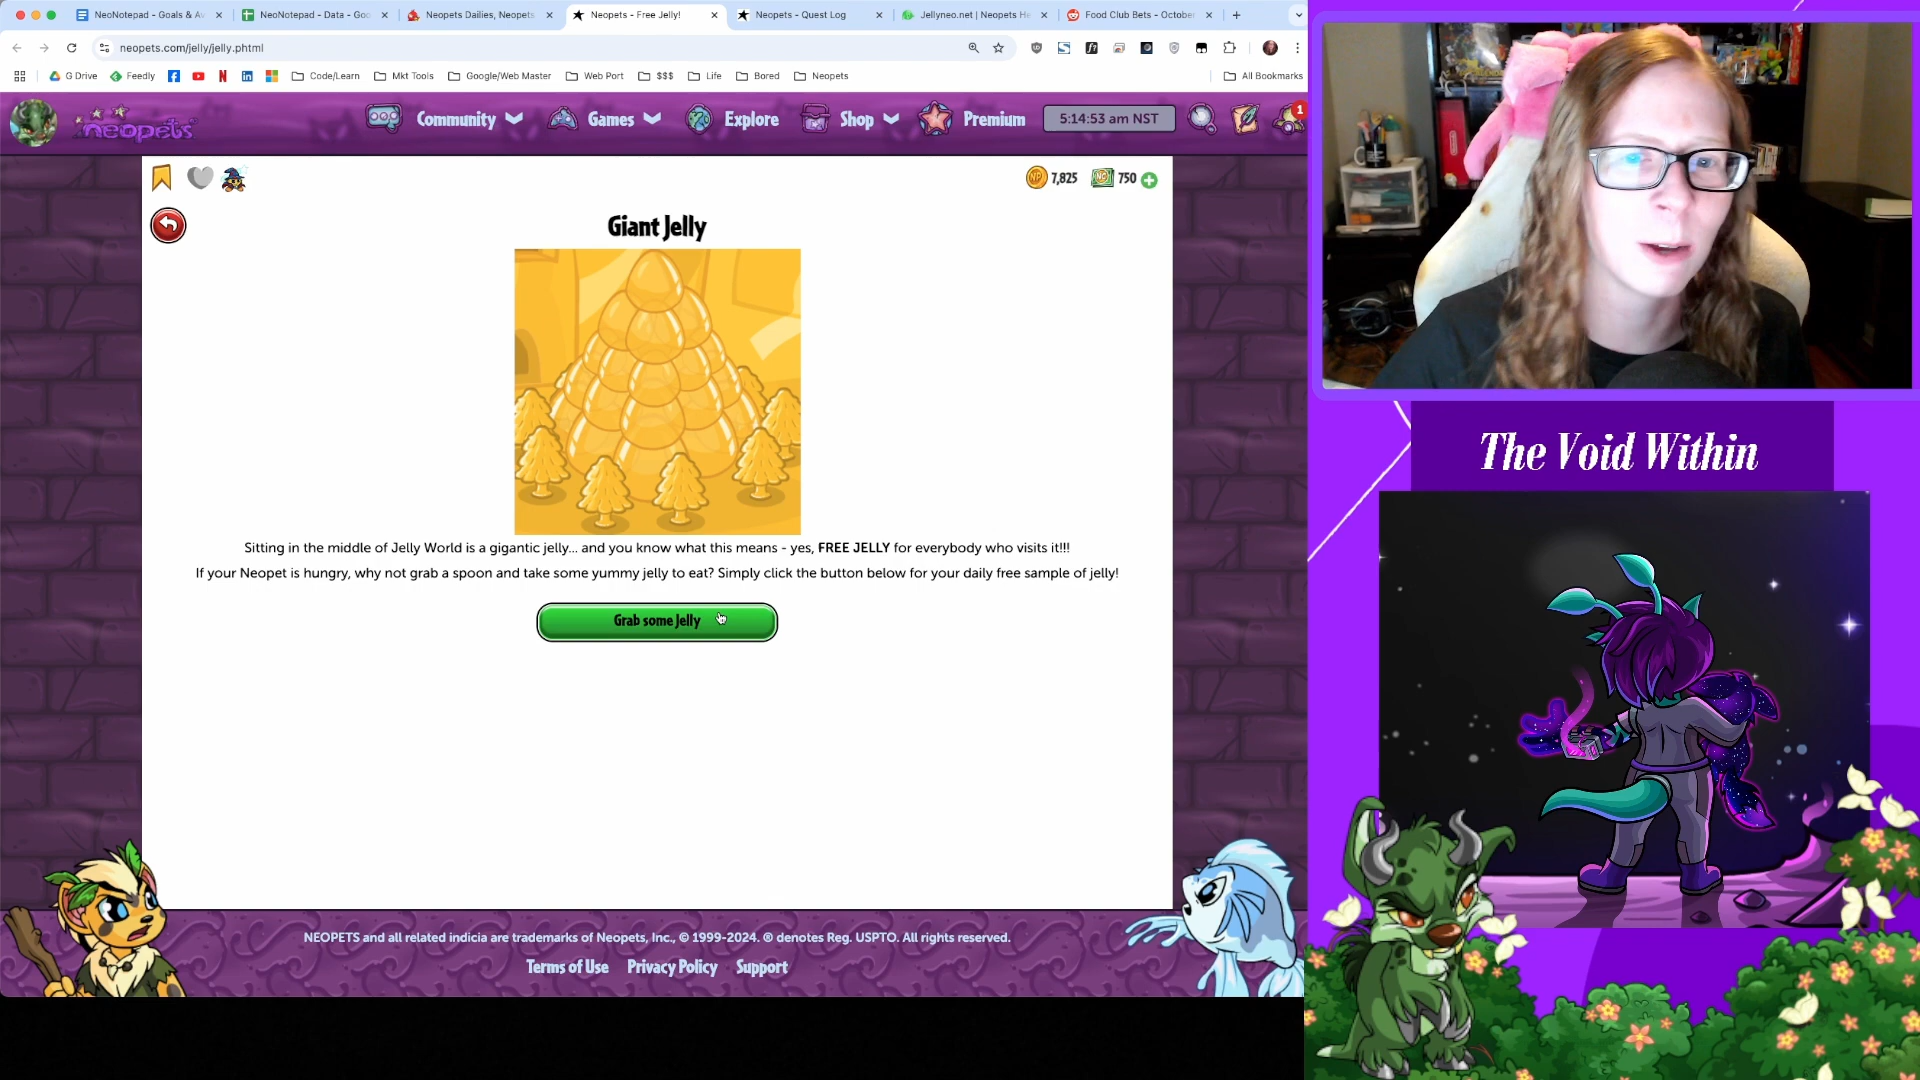 NeoNotepad - Goals & Av
NeoNotepad - Data - Goo
Neopets Dailies, Neopets
Neopets - Free Jelly!
Neopets - Quest Log
Jellyneo.net | Neopets He
Food Club Bets - October
neopets.com/jelly/jelly.phtml
G Drive
Feedly
Code/Learn
Mkt Tools
Google/Web Master
Web Port
$$$
Life
Bored
Neopets
All Bookmarks
neopets
Community
Games
Explore
Shop
Premium
5:14:53 am NST
1
NP 7,825
NC 750
Giant Jelly
Sitting in the middle of Jelly World is a gigantic jelly... and you know what this means - yes, FREE JELLY for everybody who visits it!!!
If your Neopet is hungry, why not grab a spoon and take some yummy jelly to eat? Simply click the button below for your daily free sample of jelly!
Grab some Jelly
NEOPETS and all related indicia are trademarks of Neopets, Inc., © 1999-2024. ® denotes Reg. USPTO. All rights reserved.
Terms of Use
Privacy Policy
Support
The Void Within